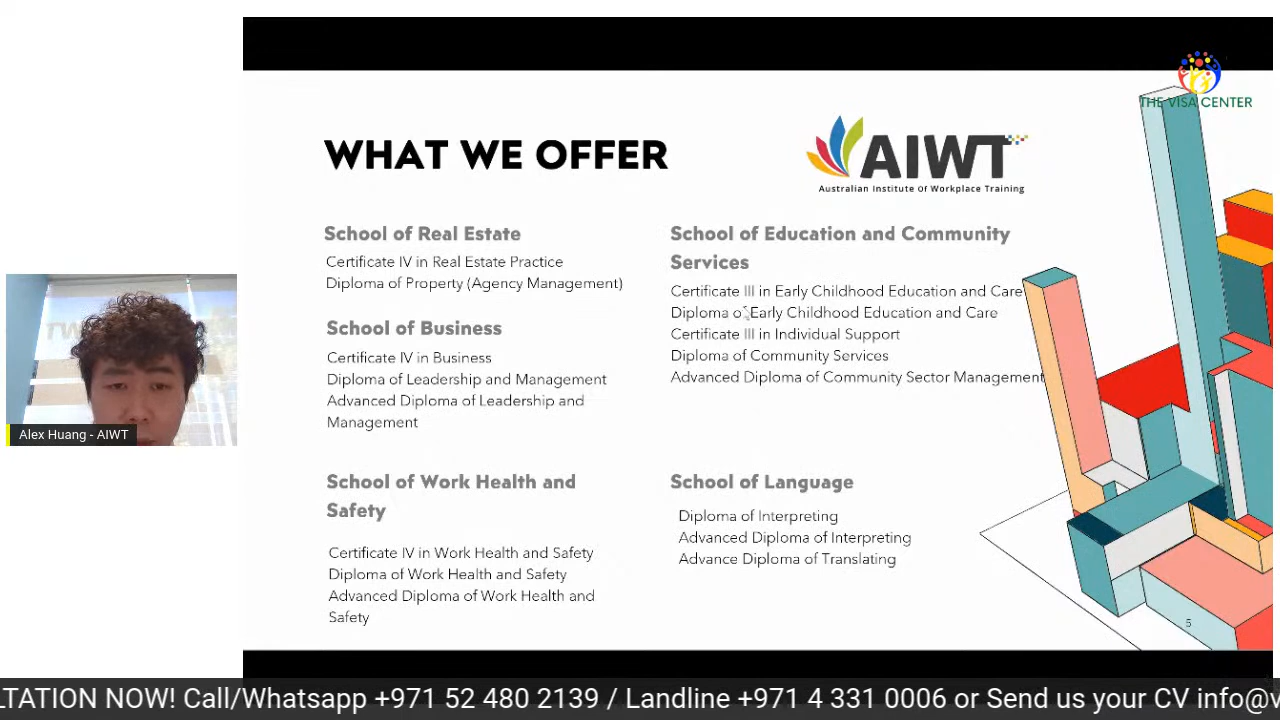 THE VISA CENTER
WHAT WE OFFER
AIWT
Australian Institute of Workplace Training
School of Real Estate
Certificate IV in Real Estate Practice
Diploma of Property (Agency Management)
School of Business
Certificate IV in Business
Diploma of Leadership and Management
Advanced Diploma of Leadership and
Management
School of Work Health and
Safety
Certificate IV in Work Health and Safety
Diploma of Work Health and Safety
Advanced Diploma of Work Health and
Safety
School of Education and Community
Services
Certificate III in Early Childhood Education and Care
Diploma of Early Childhood Education and Care
Certificate III in Individual Support
Diploma of Community Services
Advanced Diploma of Community Sector Management
School of Language
Diploma of Interpreting
Advanced Diploma of Interpreting
Advance Diploma of Translating
5
Alex Huang - AIWT
LTATION NOW! Call/Whatsapp +971 52 480 2139 / Landline +971 4 331 0006 or Send us your CV info@v